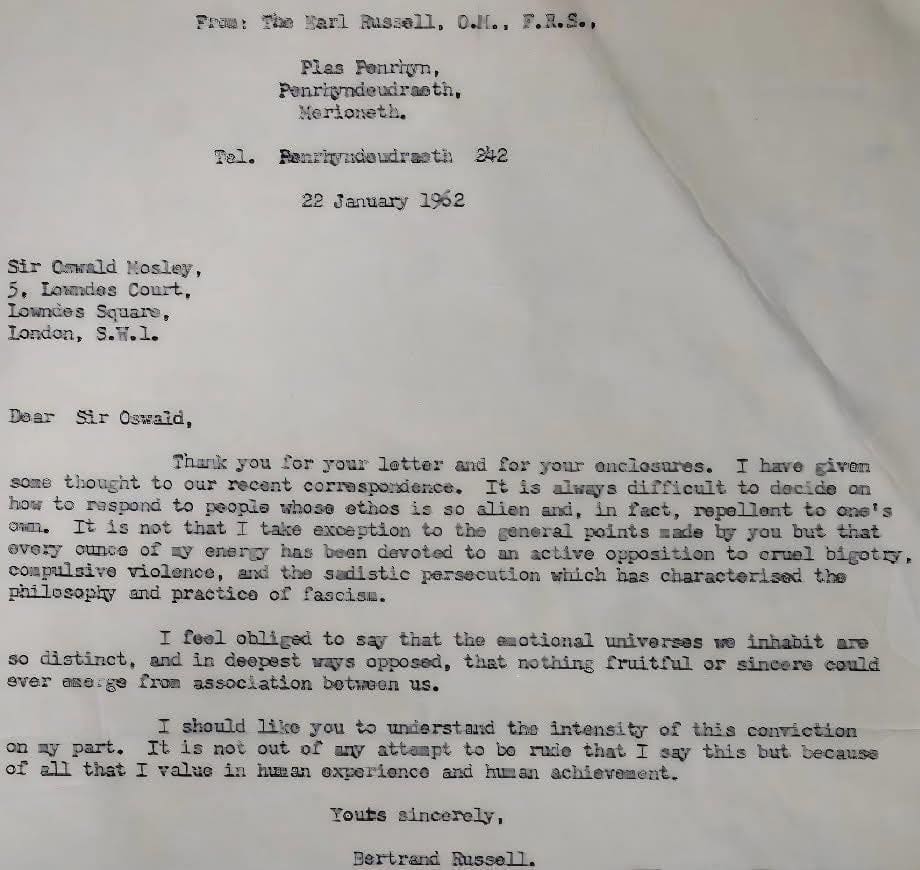 From: The Earl Russell, O.M., F.R.S.,
Plas Penrhyn,
Penrhyndeudraeth,
Merioneth.
Tel. Penrhyndeudraeth 242
22 January 1962
Sir Oswald Mosley,
5, Lowndes Court,
Lowndes Square,
London, S.W.1.
Dear Sir Oswald,
Thank you for your letter and for your enclosures. I have given
some thought to our recent correspondence. It is always difficult to decide on
how to respond to people whose ethos is so alien and, in fact, repellent to one's
own. It is not that I take exception to the general points made by you but that
every ounce of my energy has been devoted to an active opposition to cruel bigotry,
compulsive violence, and the sadistic persecution which has characterised the
philosophy and practice of fascism.
I feel obliged to say that the emotional universes we inhabit are
so distinct, and in deepest ways opposed, that nothing fruitful or sincere could
ever emerge from association between us.
I should like you to understand the intensity of this conviction
on my part. It is not out of any attempt to be rude that I say this but because
of all that I value in human experience and human achievement.
Yours sincerely,
Bertrand Russell.